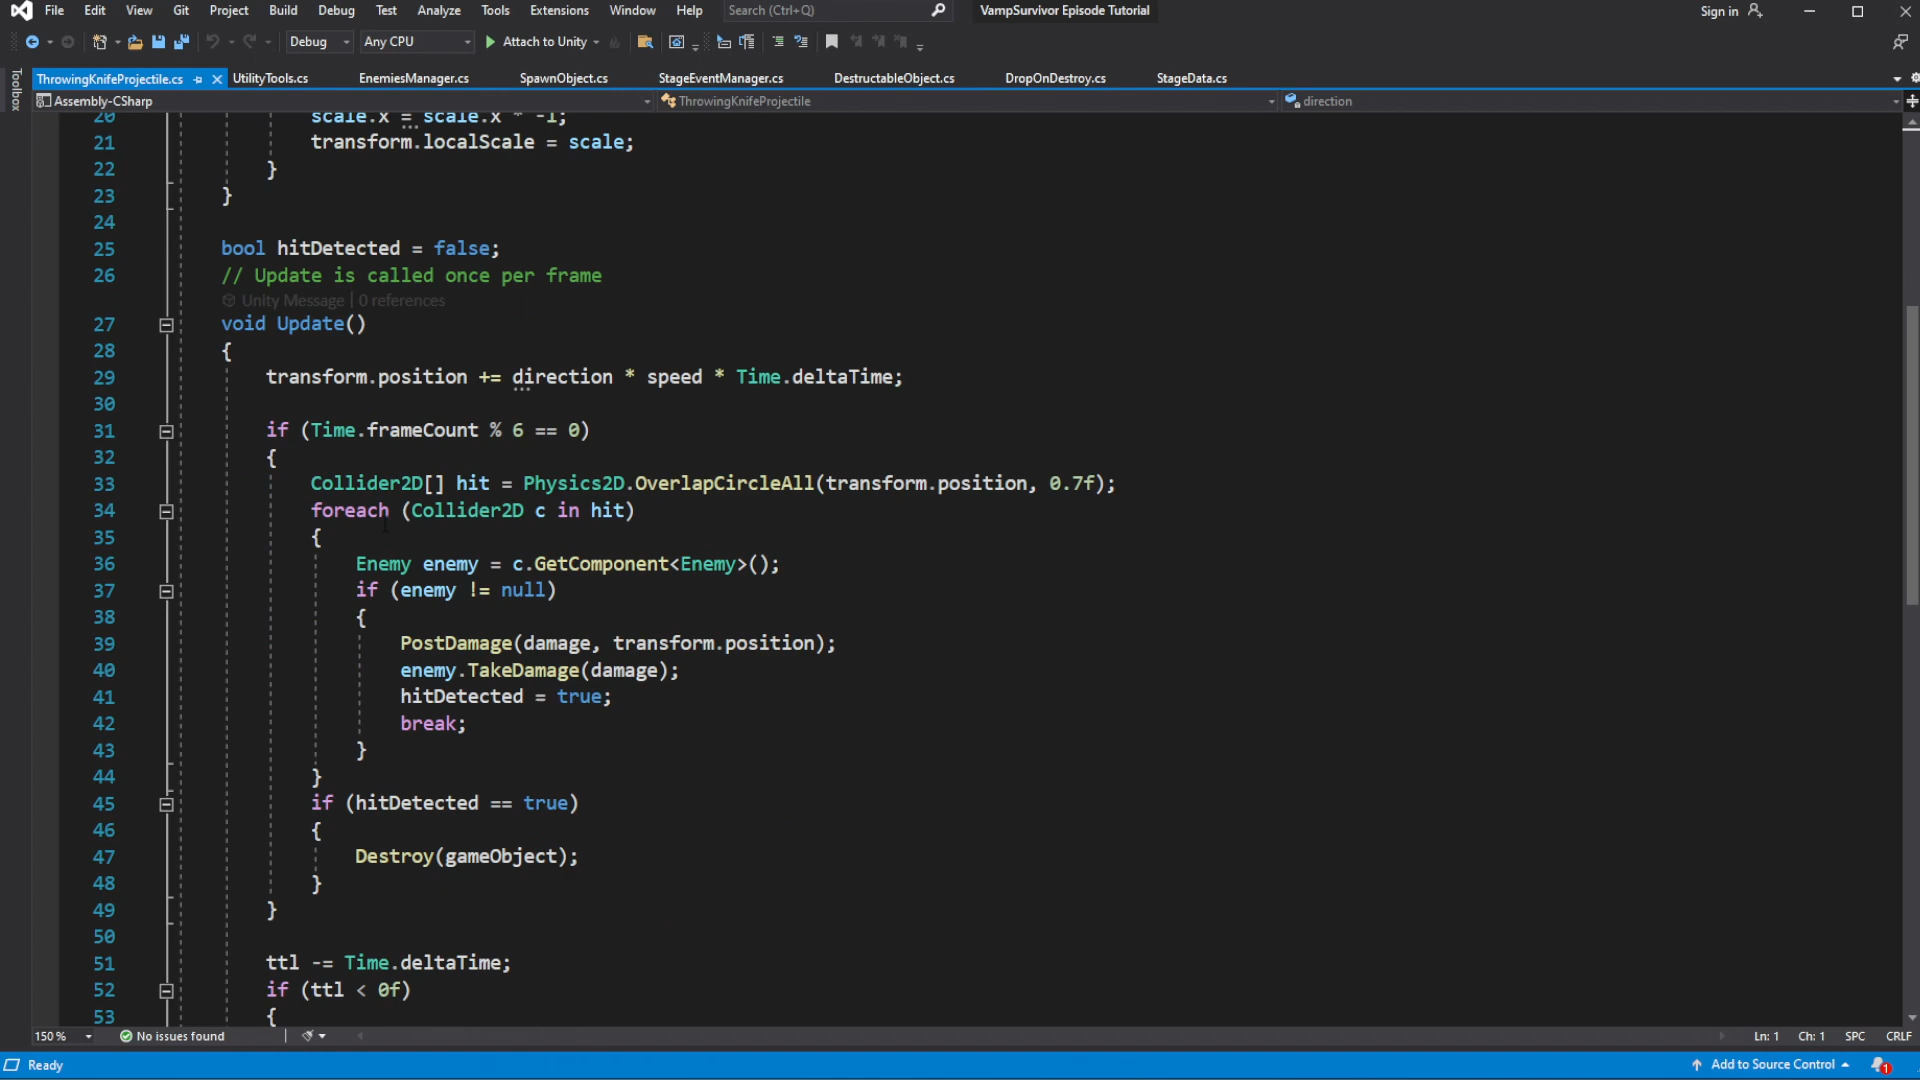 File Edit View Git Project Build Debug Test Analyze Tools Extensions Window Help Search (Ctrl+Q) VampSurvivor Episode Tutorial Sign in
Debug Any CPU Attach to Unity
Toolbox
ThrowingKnifeProjectile.cs UtilityTools.cs EnemiesManager.cs SpawnObject.cs StageEventManager.cs DestructableObject.cs DropOnDestroy.cs StageData.cs
Assembly-CSharp ThrowingKnifeProjectile direction
20 scale.x = scale.x * -1;
21 transform.localScale = scale;
22 }
23 }
24
25 bool hitDetected = false;
26 // Update is called once per frame
Unity Message | 0 references
27 void Update()
28 {
29 transform.position += direction * speed * Time.deltaTime;
30
31 if (Time.frameCount % 6 == 0)
32 {
33 Collider2D[] hit = Physics2D.OverlapCircleAll(transform.position, 0.7f);
34 foreach (Collider2D c in hit)
35 {
36 Enemy enemy = c.GetComponent<Enemy>();
37 if (enemy != null)
38 {
39 PostDamage(damage, transform.position);
40 enemy.TakeDamage(damage);
41 hitDetected = true;
42 break;
43 }
44 }
45 if (hitDetected == true)
46 {
47 Destroy(gameObject);
48 }
49 }
50
51 ttl -= Time.deltaTime;
52 if (ttl < 0f)
53 {
150 % No issues found Ln: 1 Ch: 1 SPC CRLF
Ready Add to Source Control 1